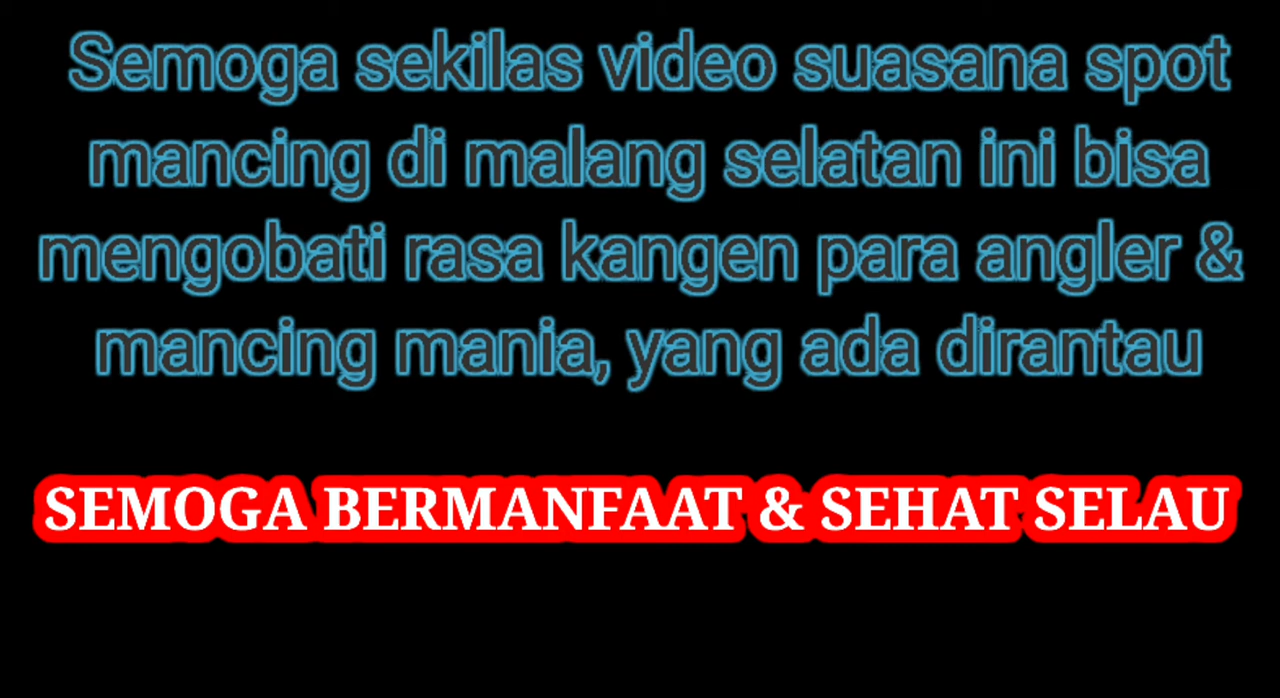 Semoga sekilas video suasana spot
mancing di malang selatan ini bisa
mengobati rasa kangen para angler &
mancing mania, yang ada dirantau
SEMOGA BERMANFAAT & SEHAT SELAU